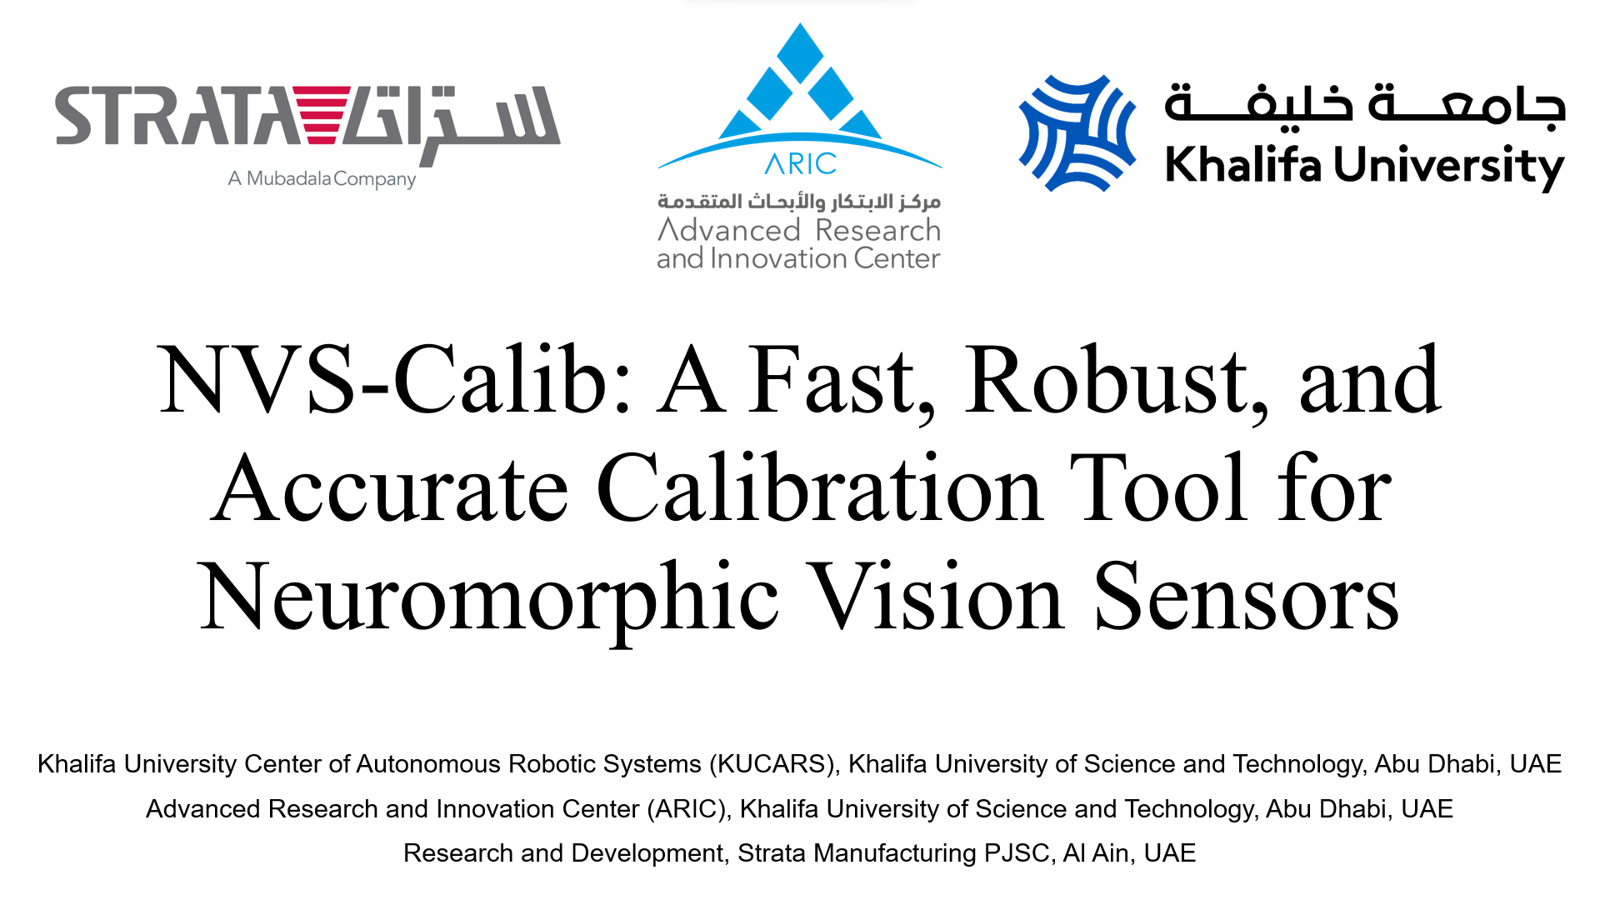 STRATA سـتراتا
A Mubadala Company
ARIC
مركز الابتكار والأبحاث المتقدمة
Advanced Research
and Innovation Center
جامعة خليفة
Khalifa University
NVS-Calib: A Fast, Robust, and
Accurate Calibration Tool for
Neuromorphic Vision Sensors
Khalifa University Center of Autonomous Robotic Systems (KUCARS), Khalifa University of Science and Technology, Abu Dhabi, UAE
Advanced Research and Innovation Center (ARIC), Khalifa University of Science and Technology, Abu Dhabi, UAE
Research and Development, Strata Manufacturing PJSC, Al Ain, UAE